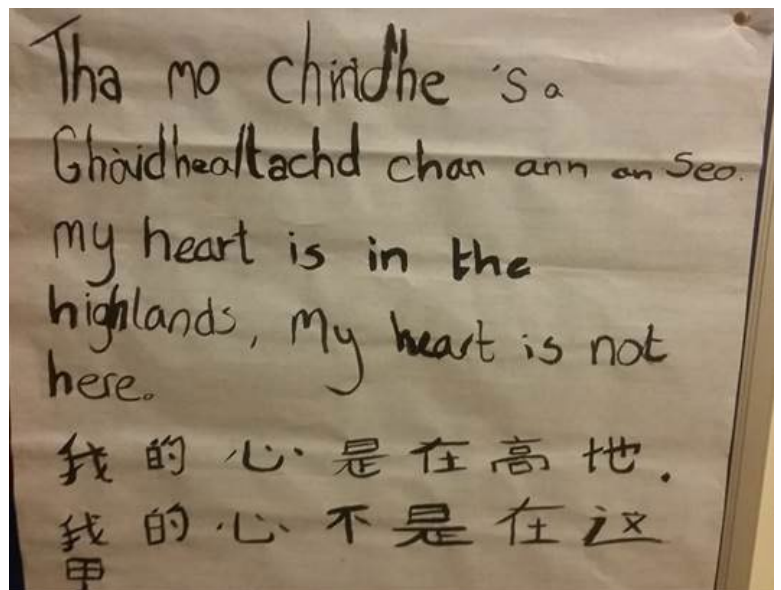 Tha mo chridhe 's a
Ghàidhealtachd chan ann an Seo.
my heart is in the
highlands, My heart is not
here.
我的心是在高地.
我的心不是在这